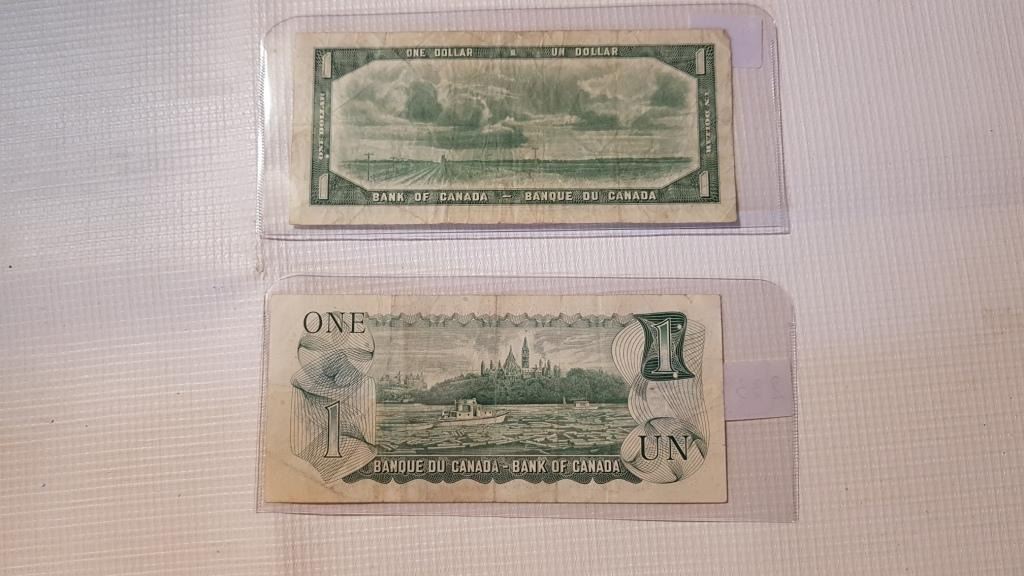 ONE DOLLAR UN DOLLAR
1 1
ONE DOLLAR
UN DOLLAR
1 1
BANK OF CANADA - BANQUE DU CANADA
ONE
1
1
UN
BANQUE DU CANADA - BANK OF CANADA
285